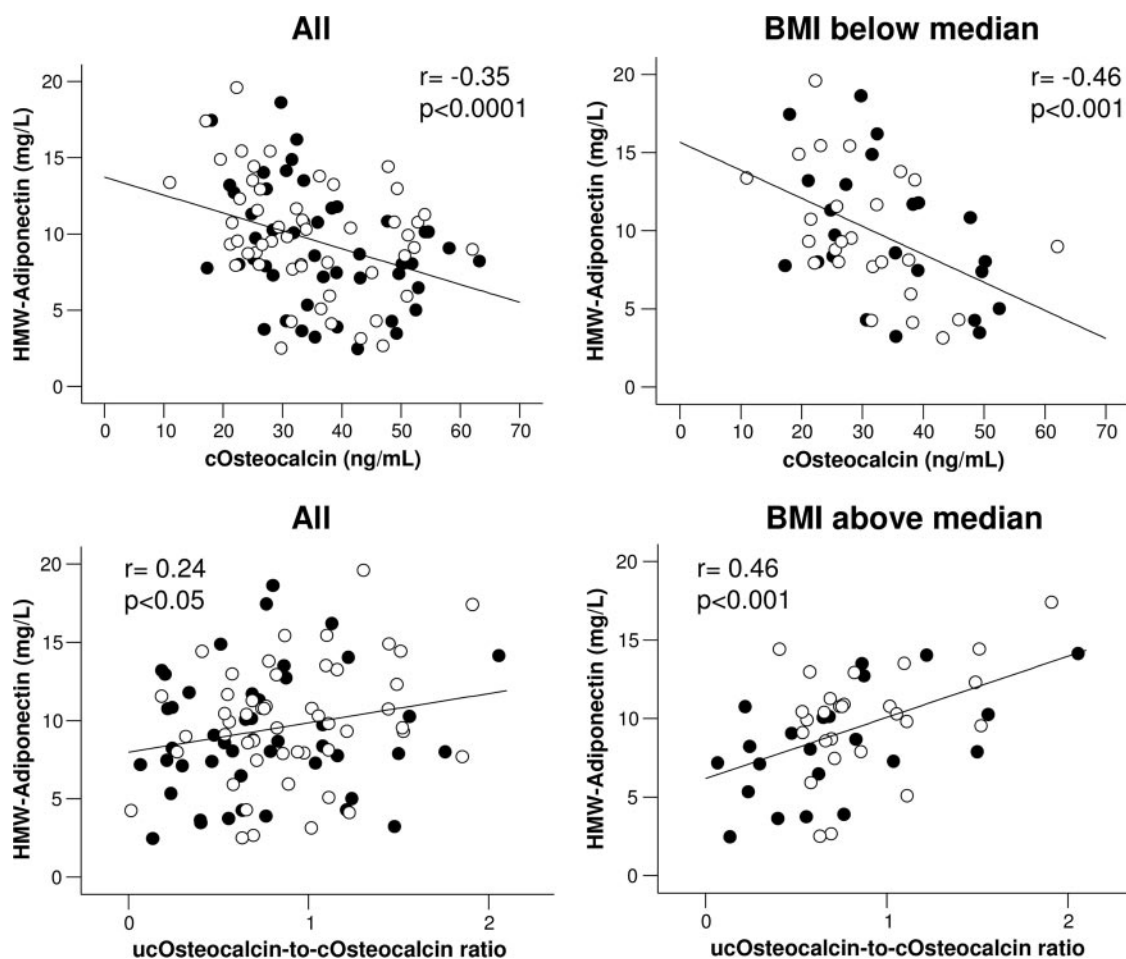 All
r= -0.35
p<0.0001
HMW-Adiponectin (mg/L)
20
15
10
5
0
0 10 20 30 40 50 60 70
cOsteocalcin (ng/mL)
BMI below median
r= -0.46
p<0.001
HMW-Adiponectin (mg/L)
20
15
10
5
0
0 10 20 30 40 50 60 70
cOsteocalcin (ng/mL)
All
r= 0.24
p<0.05
HMW-Adiponectin (mg/L)
20
15
10
5
0
0 1 2
ucOsteocalcin-to-cOsteocalcin ratio
BMI above median
r= 0.46
p<0.001
HMW-Adiponectin (mg/L)
20
15
10
5
0
0 1 2
ucOsteocalcin-to-cOsteocalcin ratio